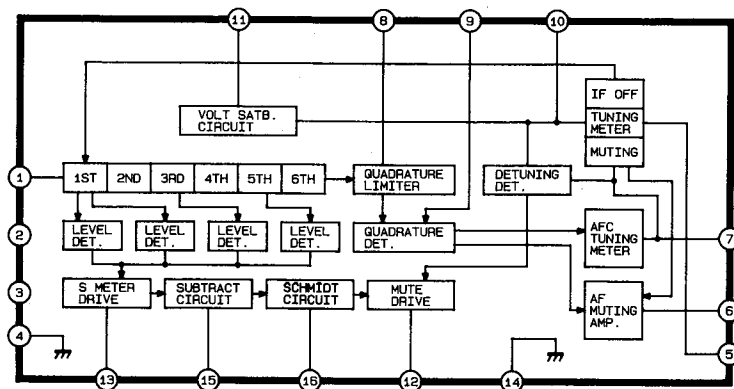 11
8
9
10
IF OFF
VOLT SATB.
CIRCUIT
TUNING
METER
MUTING
1
1ST 2ND 3RD 4TH 5TH 6TH
QUADRATURE
LIMITER
DETUNING
DET.
2
LEVEL
DET.
LEVEL
DET.
LEVEL
DET.
LEVEL
DET.
QUADRATURE
DET.
AFC
TUNING
METER
7
3
S METER
DRIVE
SUBTRACT
CIRCUIT
SCHMIDT
CIRCUIT
MUTE
DRIVE
AF
MUTING
AMP.
6
4
5
13
15
16
12
14